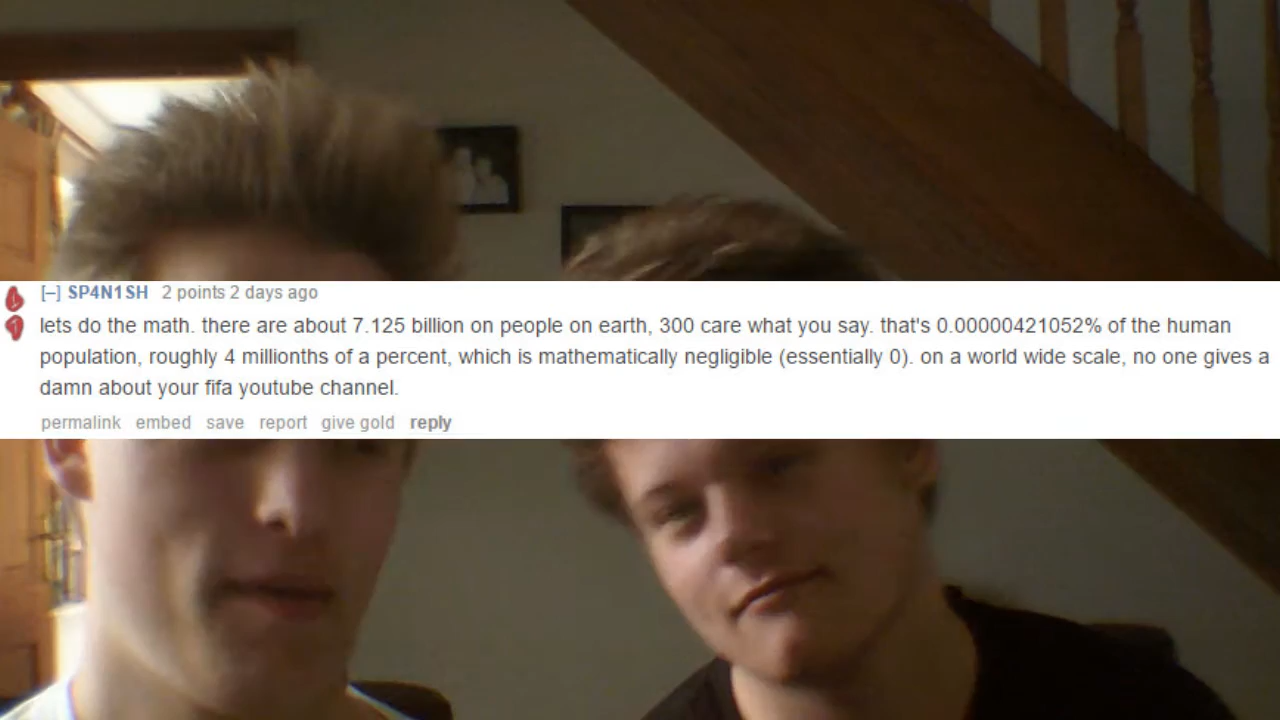 [–] SP4N1SH 2 points 2 days ago
lets do the math. there are about 7.125 billion on people on earth, 300 care what you say. that's 0.00000421052% of the human
population, roughly 4 millionths of a percent, which is mathematically negligible (essentially 0). on a world wide scale, no one gives a
damn about your fifa youtube channel.
permalink embed save report give gold reply